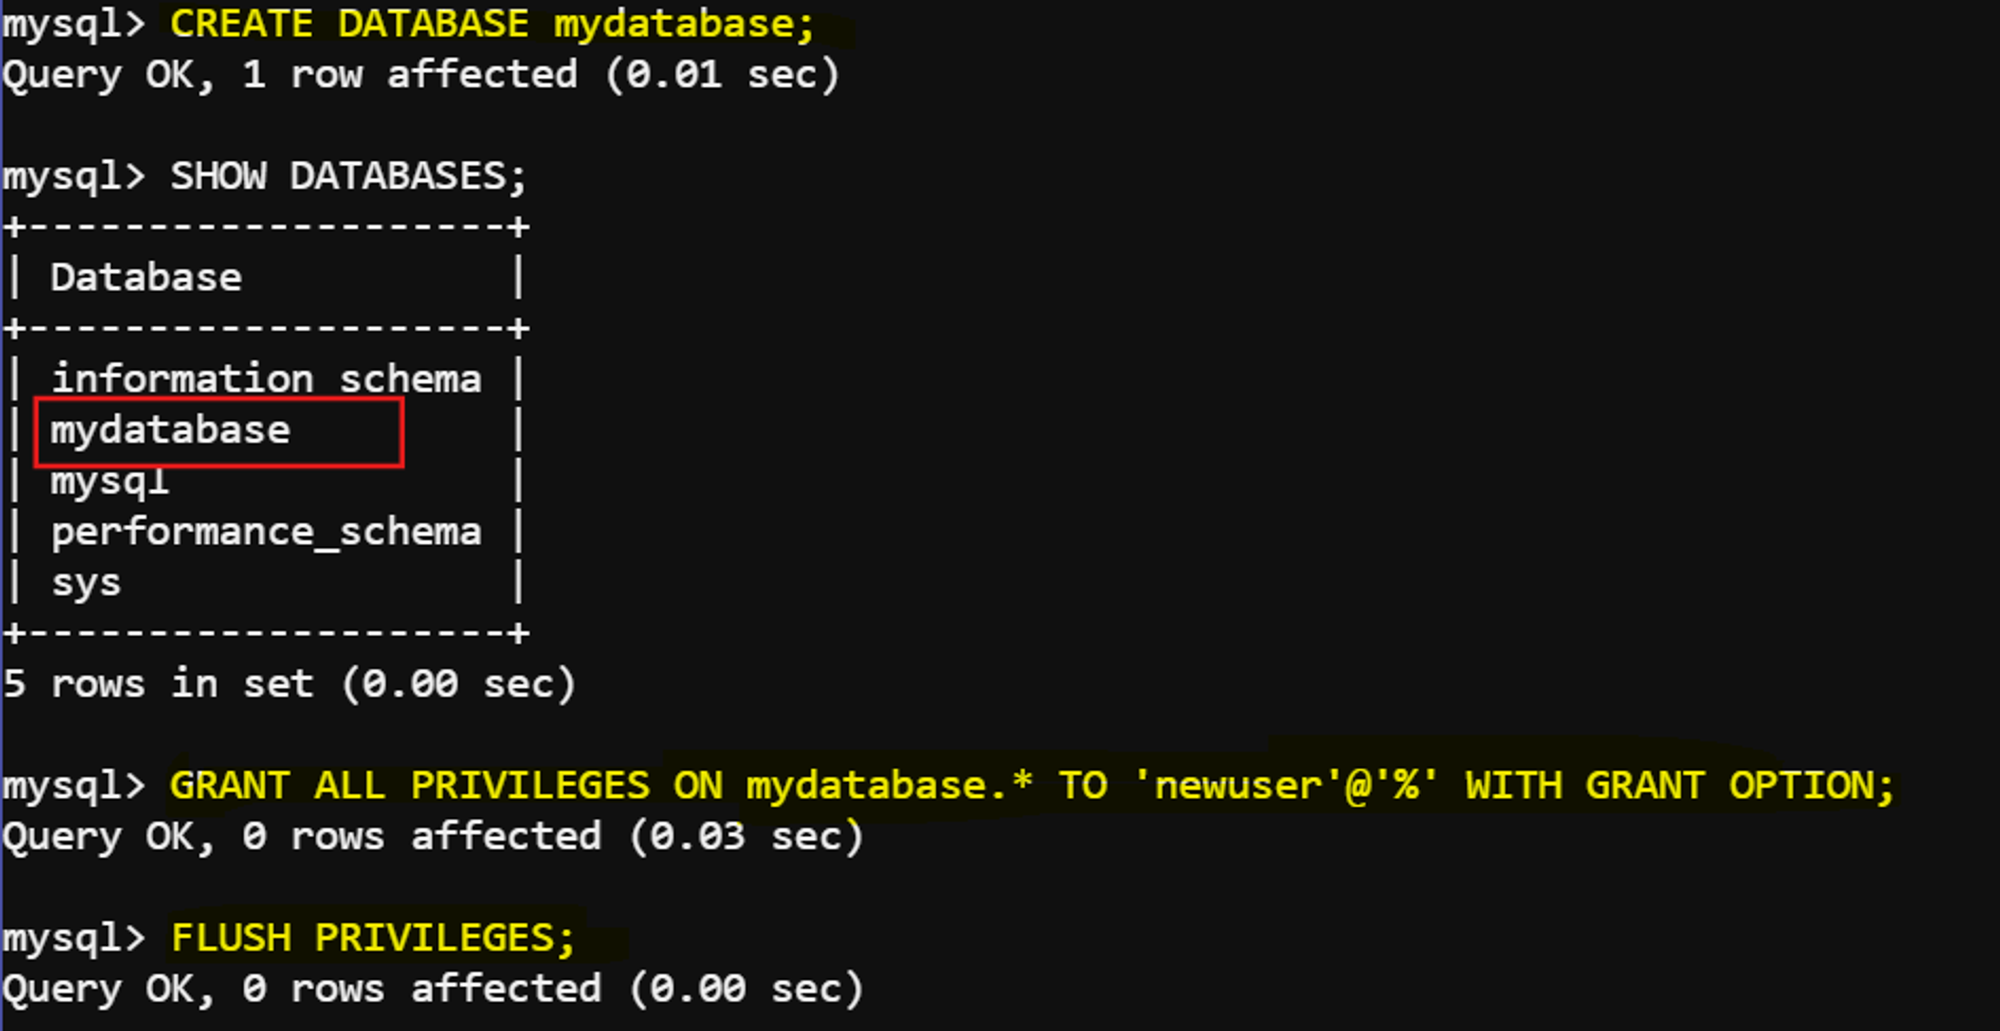 mysql> CREATE DATABASE mydatabase;
Query OK, 1 row affected (0.01 sec)
mysql> SHOW DATABASES;
+--------------------+
| Database           |
+--------------------+
| information schema |
| mydatabase         |
| mysql              |
| performance_schema |
| sys                |
+--------------------+
5 rows in set (0.00 sec)
mysql> GRANT ALL PRIVILEGES ON mydatabase.* TO 'newuser'@'%' WITH GRANT OPTION;
Query OK, 0 rows affected (0.03 sec)
mysql> FLUSH PRIVILEGES;
Query OK, 0 rows affected (0.00 sec)